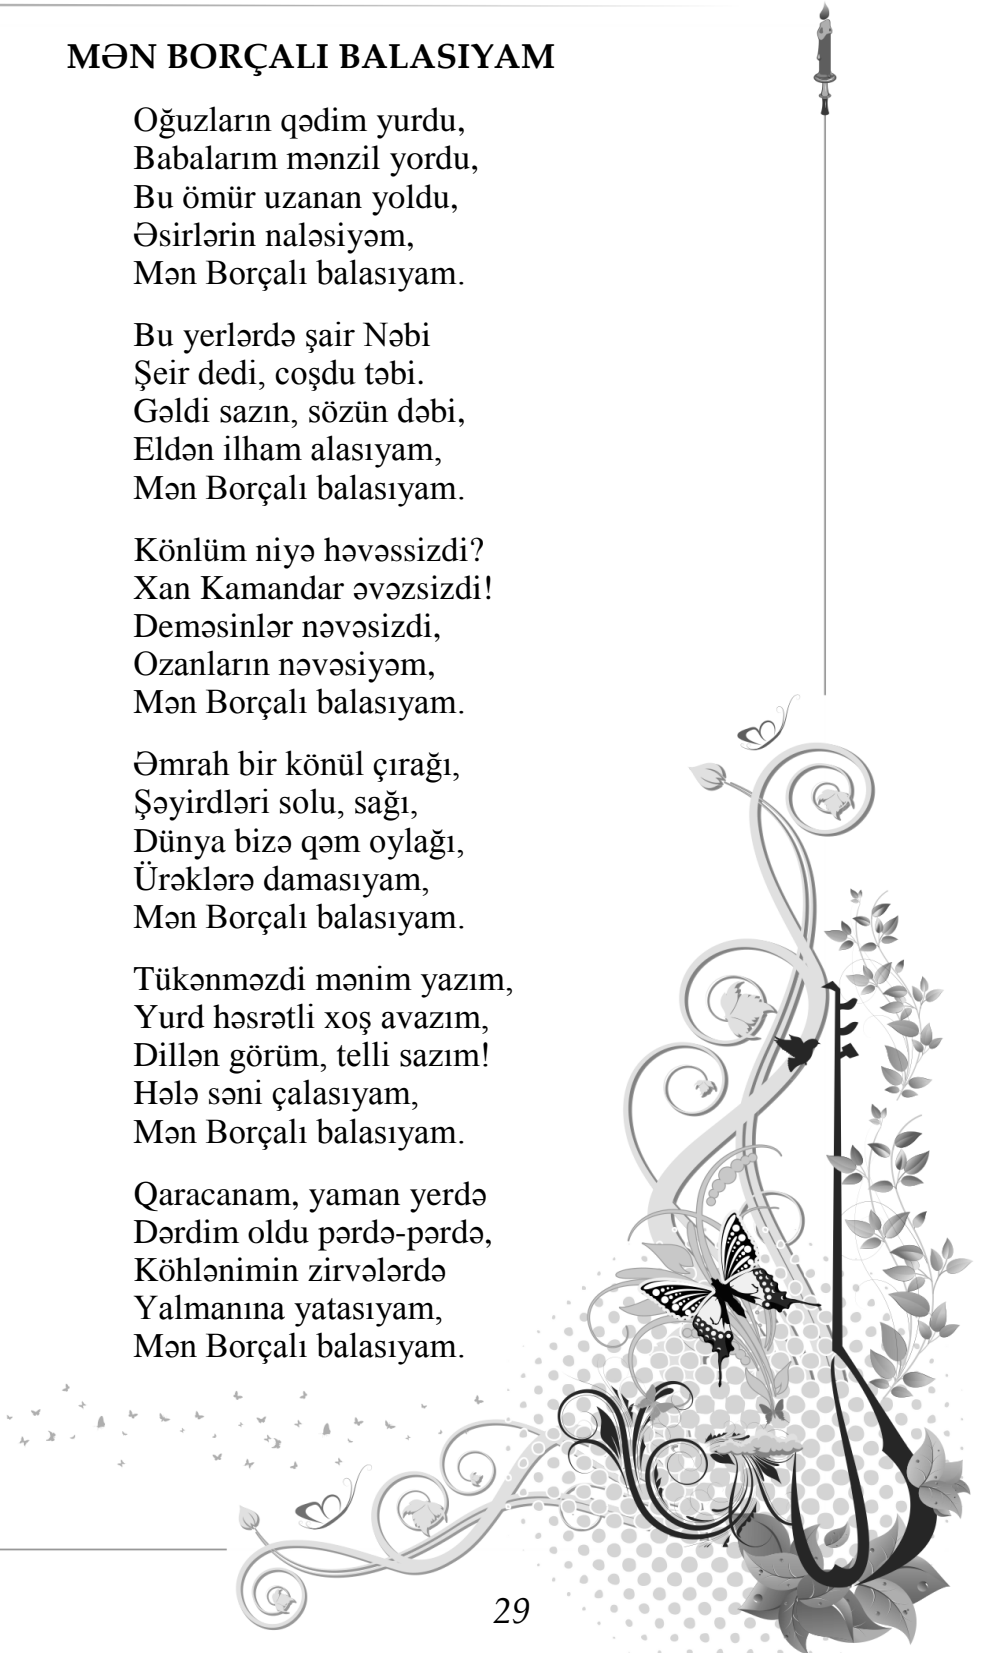 MƏN BORÇALI BALASIYAM
Oğuzların qədim yurdu,
Babalarım mənzil yordu,
Bu ömür uzanan yoldu,
Əsirlərin naləsiyəm,
Mən Borçalı balasıyam.
Bu yerlərdə şair Nəbi
Şeir dedi, coşdu təbi.
Gəldi sazın, sözün dəbi,
Eldən ilham alasıyam,
Mən Borçalı balasıyam.
Könlüm niyə həvəssizdi?
Xan Kamandar əvəzsizdi!
Deməsinlər nəvəsizdi,
Ozanların nəvəsiyəm,
Mən Borçalı balasıyam.
Əmrah bir könül çırağı,
Şəyirdləri solu, sağı,
Dünya bizə qəm oylağı,
Ürəklərə damasıyam,
Mən Borçalı balasıyam.
Tükənməzdi mənim yazım,
Yurd həsrətli xoş avazım,
Dillən görüm, telli sazım!
Hələ səni çalasıyam,
Mən Borçalı balasıyam.
Qaracanam, yaman yerdə
Dərdim oldu pərdə-pərdə,
Köhlənimin zirvələrdə
Yalmanına yatasıyam,
Mən Borçalı balasıyam.
29